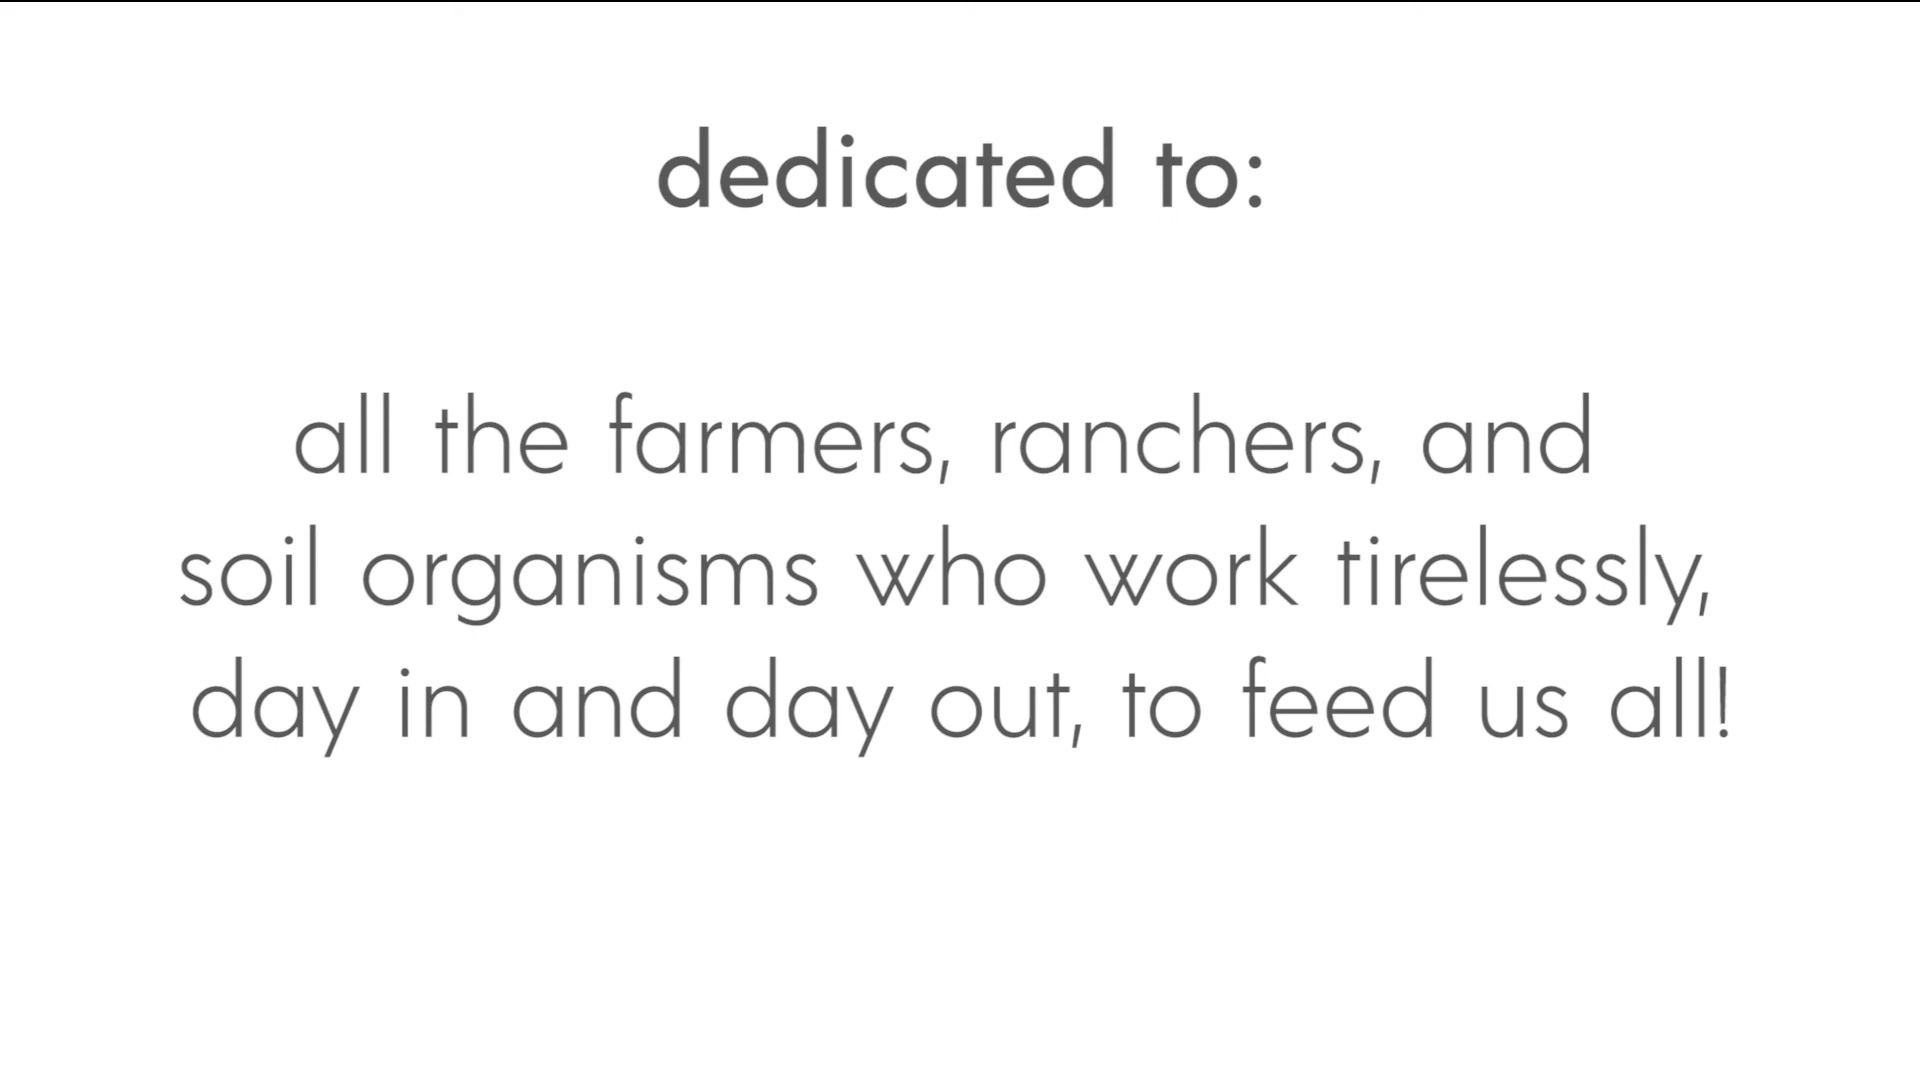 dedicated to:
all the farmers, ranchers, and
soil organisms who work tirelessly,
day in and day out, to feed us all!